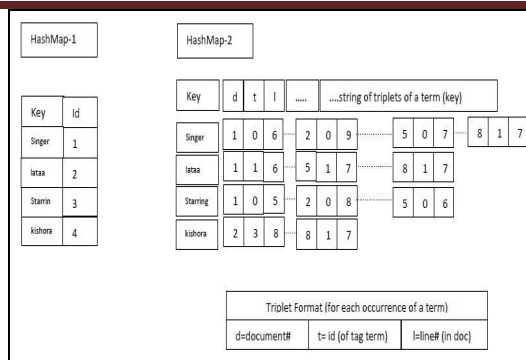 HashMap-1 HashMap-2
Key d t l ..... ....string of triplets of a term (key)
Key Id
Singer 1
lataa 2
Starrin 3
kishora 4
Singer 1 0 6 2 0 9 5 0 7 8 1 7
lataa 1 1 6 5 1 7 8 1 7
Starring 1 0 5 2 0 8 5 0 6
kishora 2 3 8 8 1 7
Triplet Format (for each occurrence of a term)
d=document# t= id (of tag term) l=line# (in doc)